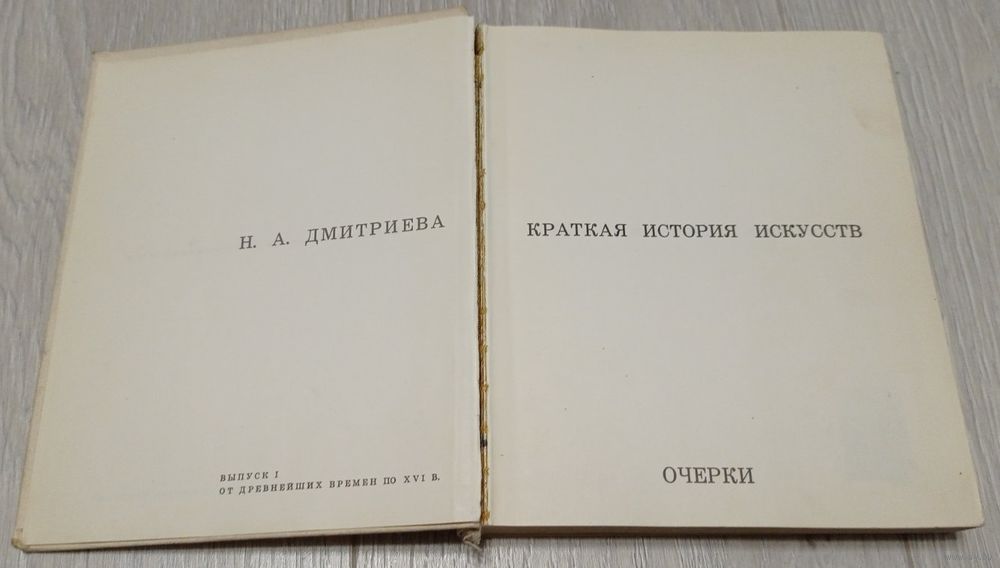 Н. А. ДМИТРИЕВА
ВЫПУСК I
ОТ ДРЕВНЕЙШИХ ВРЕМЕН ПО XVI В.
КРАТКАЯ ИСТОРИЯ ИСКУССТВ
ОЧЕРКИ